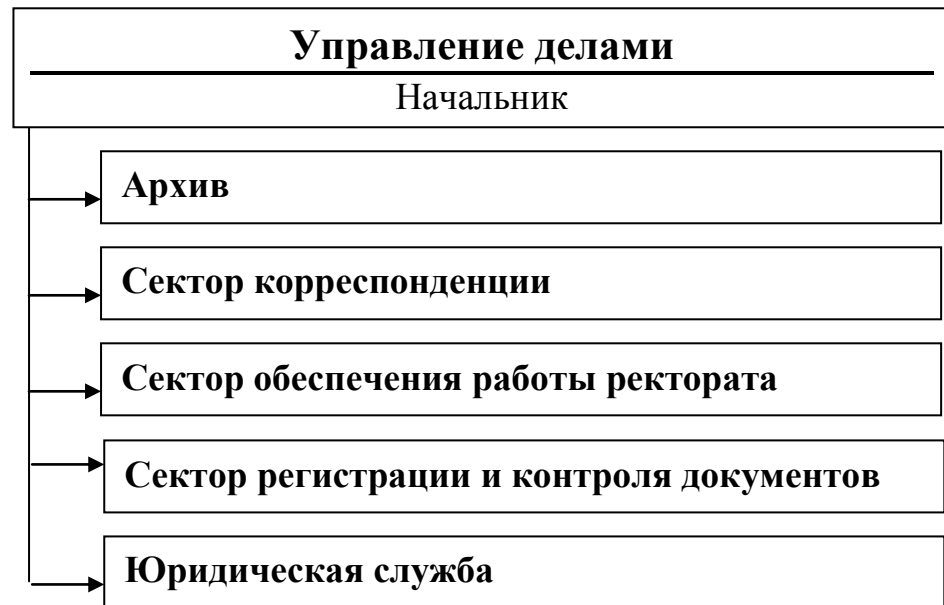 Управление делами
Начальник
Архив
Сектор корреспонденции
Сектор обеспечения работы ректората
Сектор регистрации и контроля документов
Юридическая служба